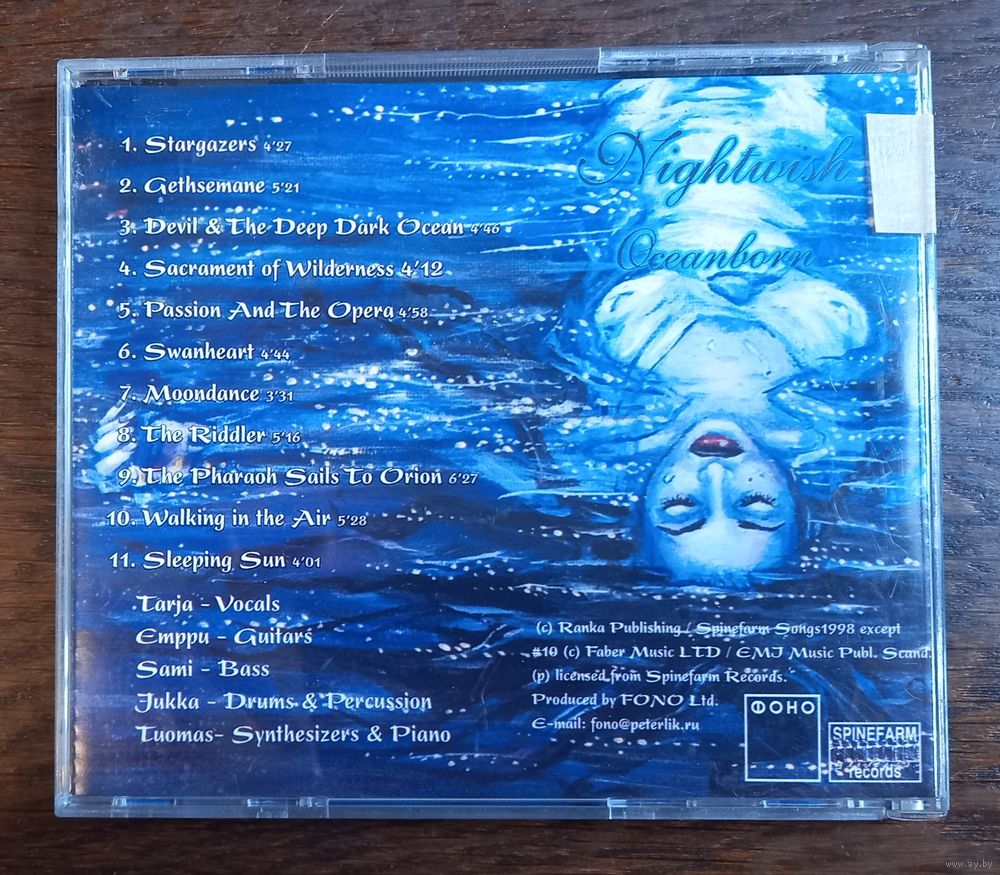 1. Stargazers 4'27
2. Gethsemane 5'21
3. Devil & The Deep Dark Ocean 4'46
4. Sacrament of Wilderness 4'12
5. Passion And The Opera 4'58
6. Swanheart 4'44
7. Moondance 3'31
8. The Riddler 5'16
9. The Pharaoh Sails To Orion 6'27
10. Walking in the Air 5'28
11. Sleeping Sun 4'01
Tarja - Vocals
Emppu - Guitars
Sami - Bass
Jukka - Drums & Percussion
Tuomas- Synthesizers & Piano
Nightwish
Oceanborn
(c) Ranka Publishing / Spinefarm Songs1998 except
#10 (c) Faber Music LTD / EMI Music Publ. Scand.
(p) licensed from Spinefarm Records.
Produced by FONO Ltd.
E-mail: fono@peterlik.ru
ФОНО
SPINEFARM
records
www.ay.by